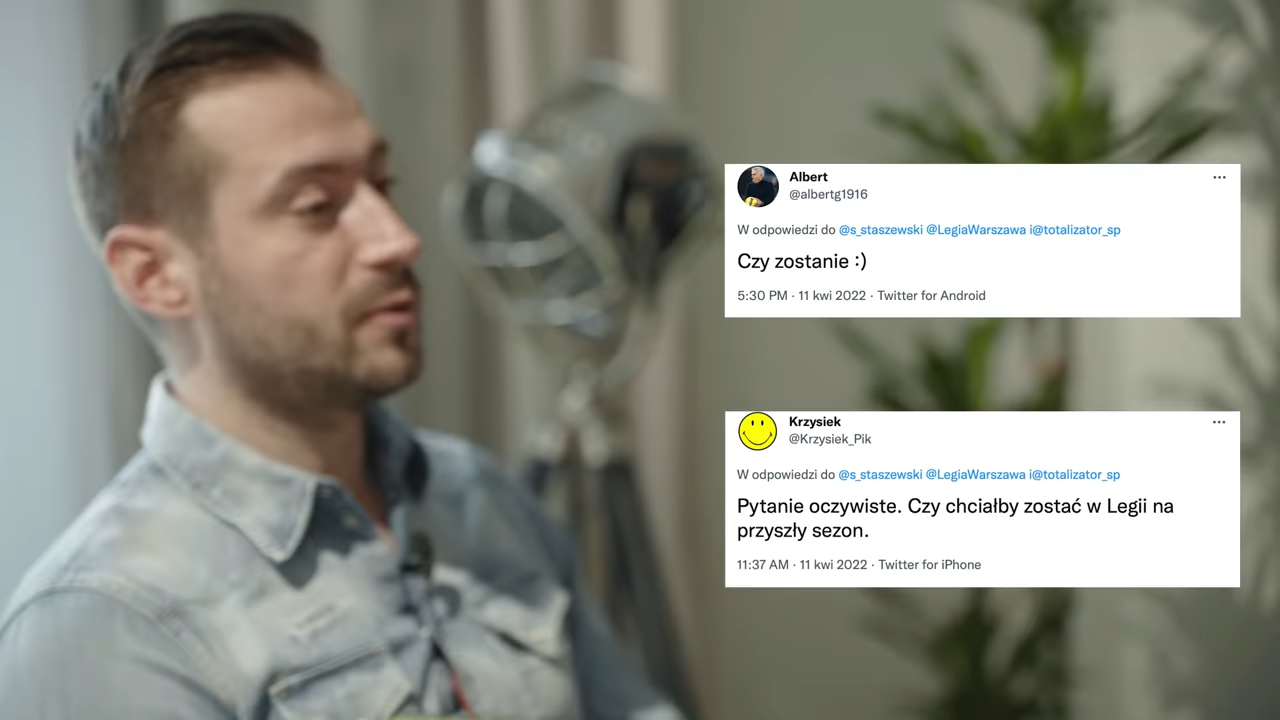 Albert
@albertg1916
W odpowiedzi do @s_staszewski @LegiaWarszawa i@totalizator_sp
Czy zostanie :)
5:30 PM · 11 kwi 2022 · Twitter for Android
Krzysiek
@Krzysiek_Pik
W odpowiedzi do @s_staszewski @LegiaWarszawa i@totalizator_sp
Pytanie oczywiste. Czy chciałby zostać w Legii na
przyszły sezon.
11:37 AM · 11 kwi 2022 · Twitter for iPhone